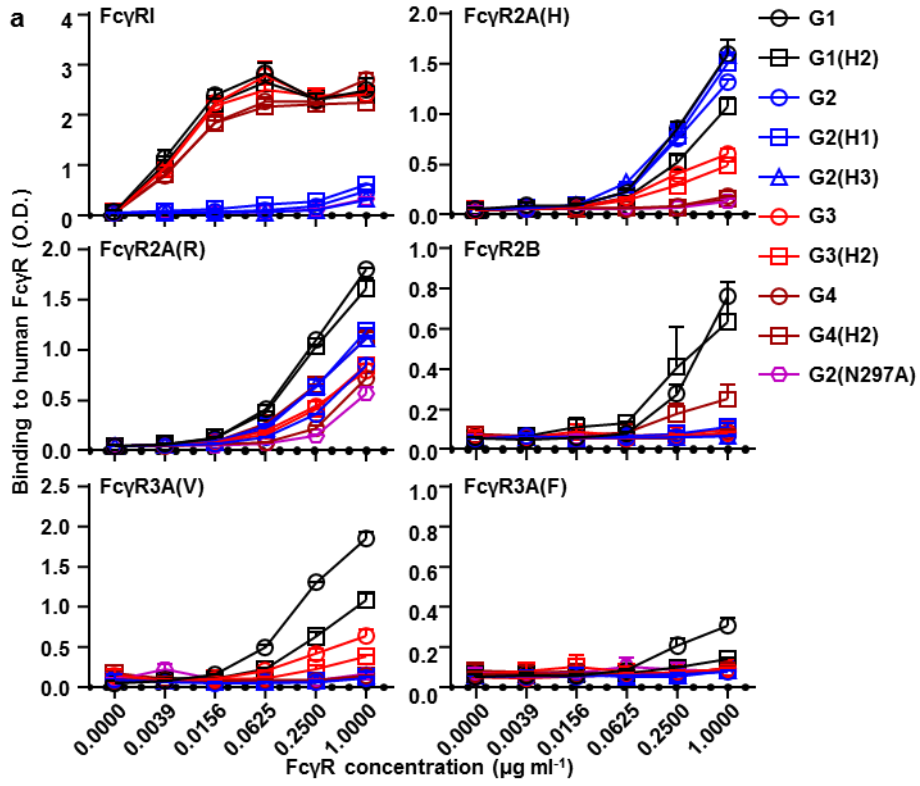 a
FcγRI
4
3
2
1
0
FcγR2A(H)
2.0
1.5
1.0
0.5
0.0
G1
G1(H2)
G2
G2(H1)
G2(H3)
G3
G3(H2)
G4
G4(H2)
G2(N297A)
Binding to human FcγR (O.D.)
FcγR2A(R)
2.0
1.5
1.0
0.5
0.0
FcγR2B
1.0
0.8
0.6
0.4
0.2
0.0
FcγR3A(V)
2.5
2.0
1.5
1.0
0.5
0.0
FcγR3A(F)
1.0
0.8
0.6
0.4
0.2
0.0
0.0000
0.0039
0.0156
0.0625
0.2500
1.0000
0.0000
0.0039
0.0156
0.0625
0.2500
1.0000
FcγR concentration (µg ml⁻¹)